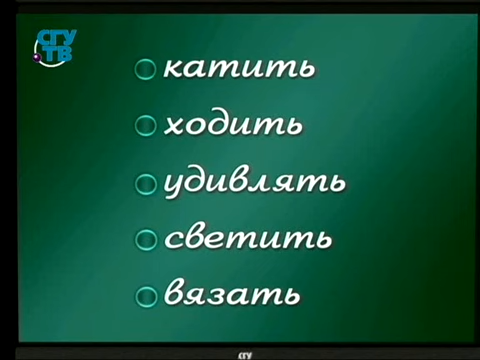 СГУ
ТВ
катить
ходить
удивлять
светить
вязать
СГУ